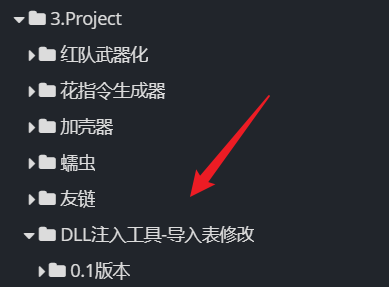 3.Project
红队武器化
花指令生成器
加壳器
蠕虫
友链
DLL注入工具-导入表修改
0.1版本